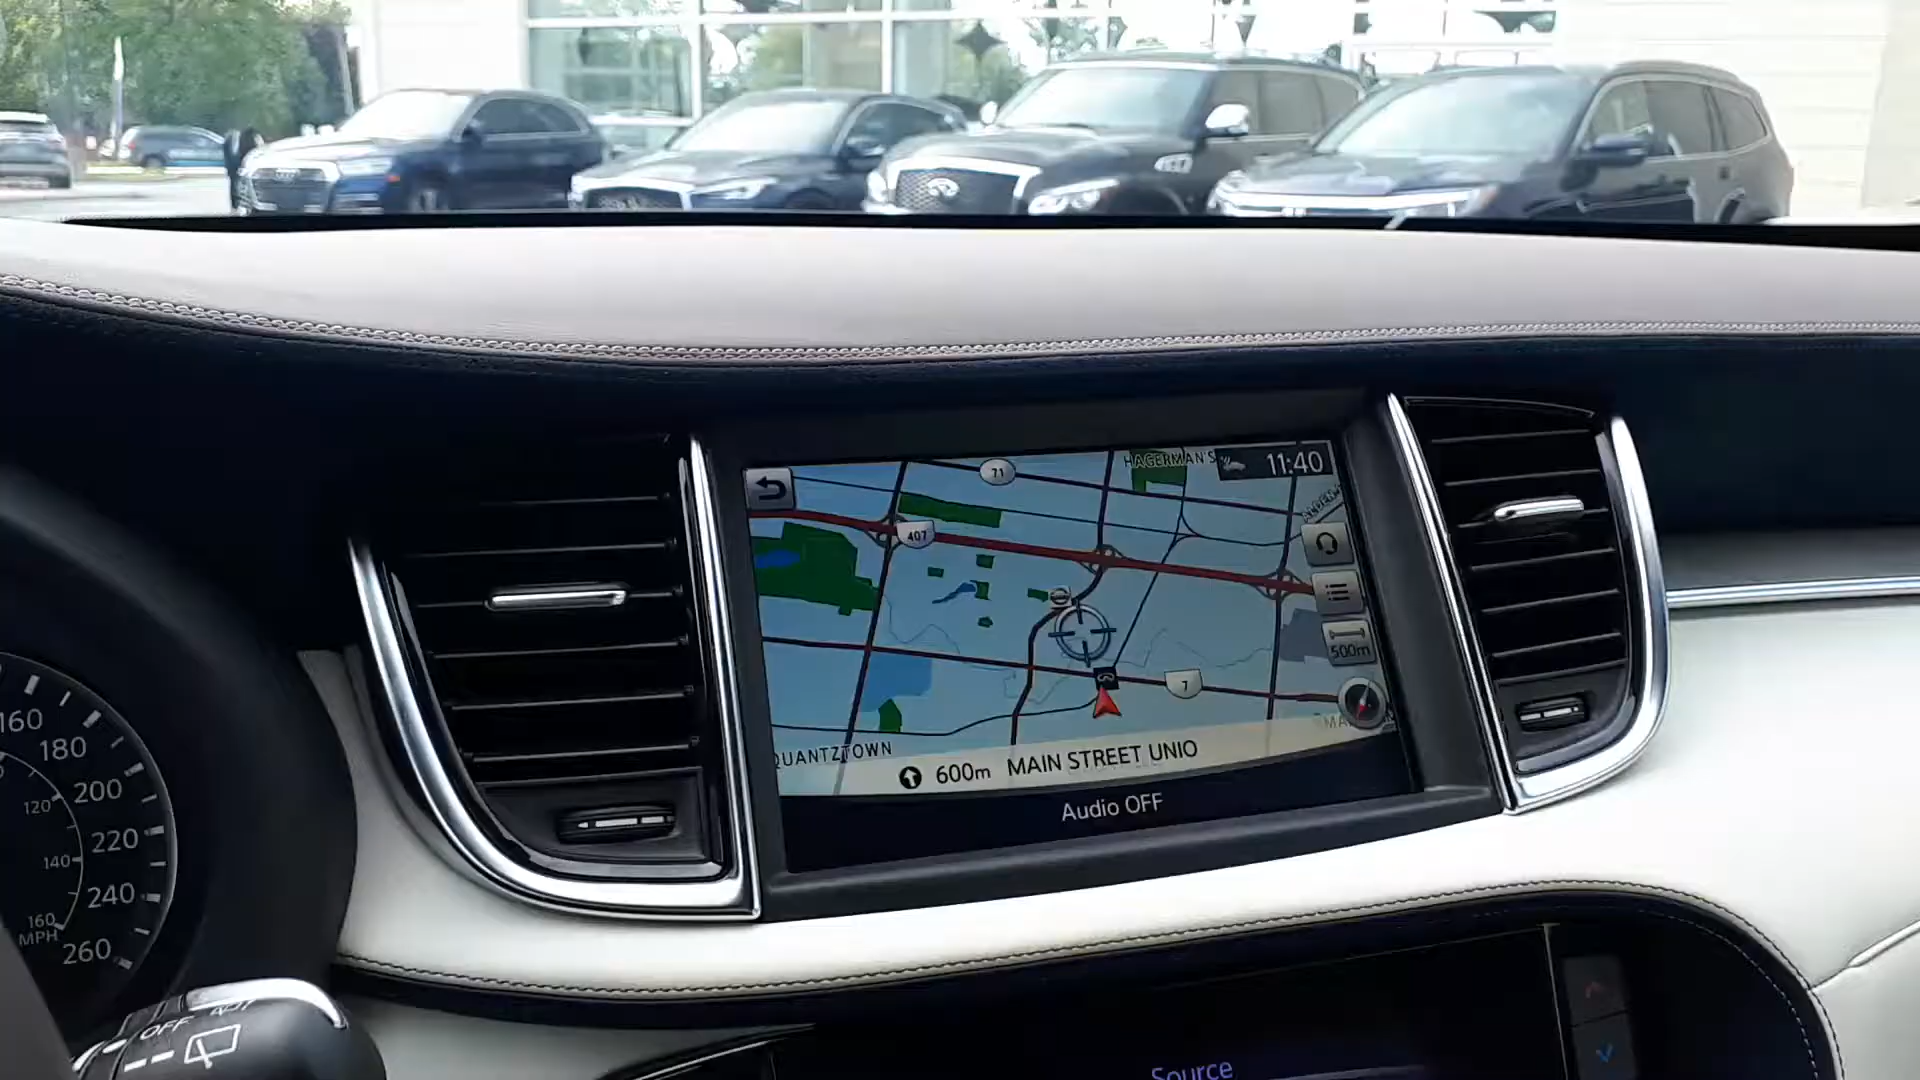 HAGERMAN'S
11:40
71
407
ALDEN
500m
7
QUANTZTOWN
600m MAIN STREET UNIO
Audio OFF
160
180
200
220
240
260
120
140
160
MPH
OFF
Source